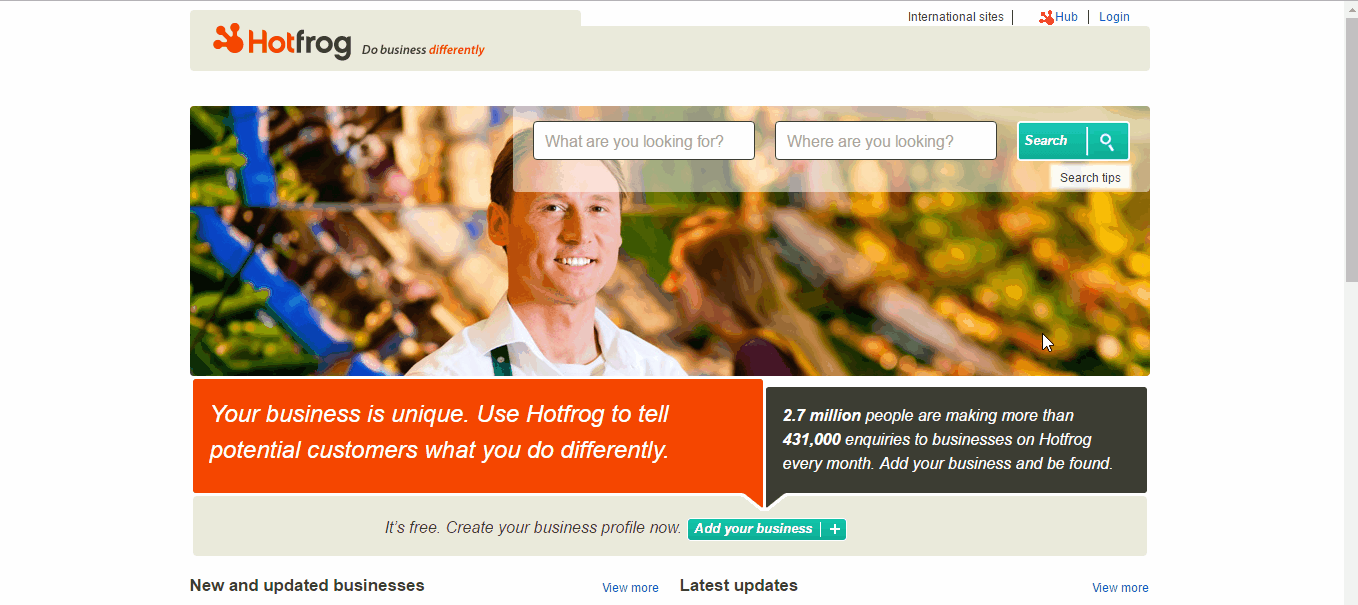 International sites
Hub
Login
Hotfrog Do business differently
What are you looking for?
Where are you looking?
Search
Search tips
Your business is unique. Use Hotfrog to tell
potential customers what you do differently.
2.7 million people are making more than
431,000 enquiries to businesses on Hotfrog
every month. Add your business and be found.
It's free. Create your business profile now.
Add your business
New and updated businesses
View more
Latest updates
View more